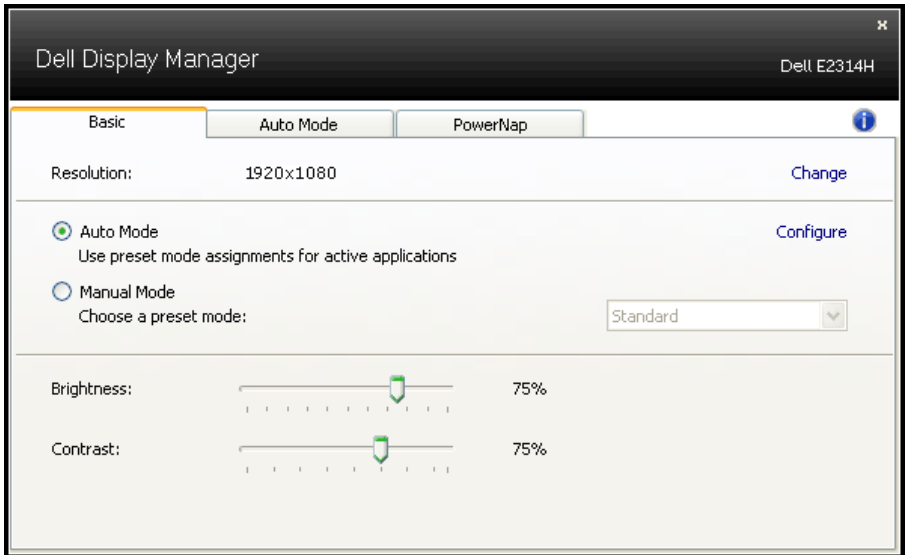 x
Dell Display Manager
Dell E2314H
Basic
Auto Mode
PowerNap
i
Resolution: 1920x1080 Change
Auto Mode Configure
Use preset mode assignments for active applications
Manual Mode
Choose a preset mode: Standard
Brightness: 75%
Contrast: 75%